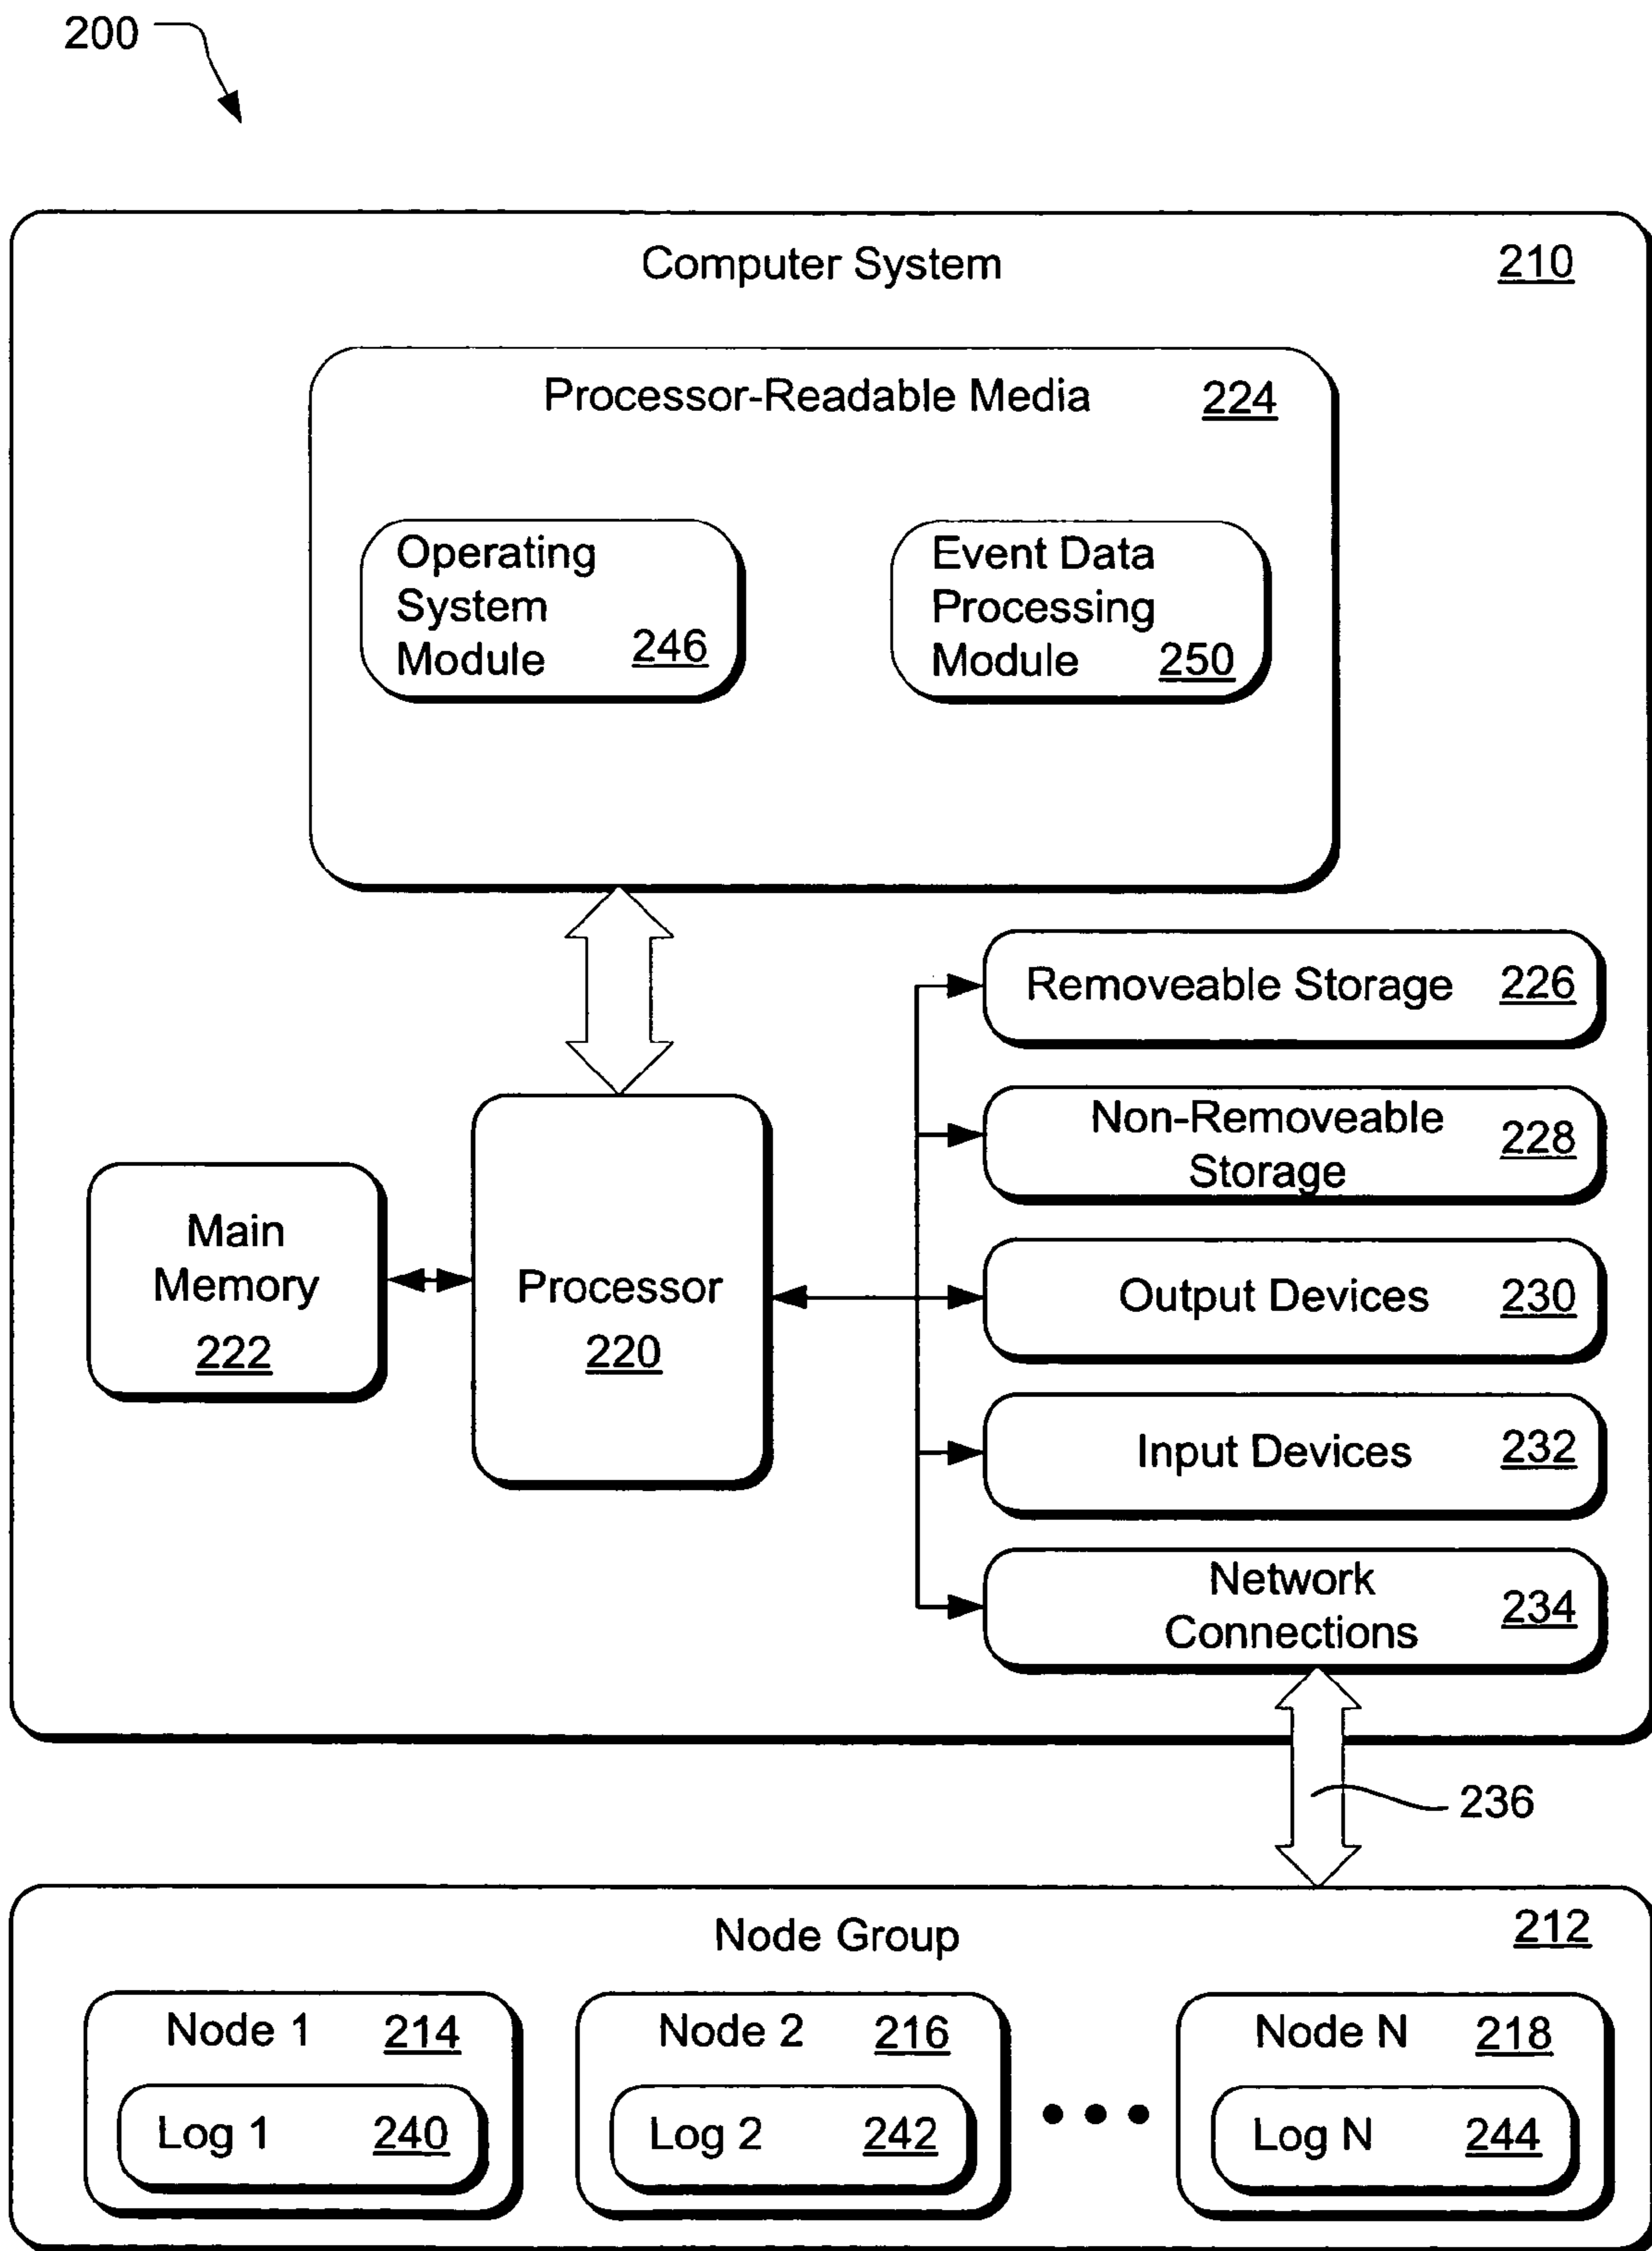 200
Computer System 210
Processor-Readable Media 224
Operating
System
Module 246
Event Data
Processing
Module 250
Removeable Storage 226
Non-Removeable
Storage
228
Main
Memory
222
Processor
220
Output Devices 230
Input Devices 232
Network
Connections
234
236
Node Group 212
Node 1 214
Log 1 240
Node 2 216
Log 2 242
Node N 218
Log N 244